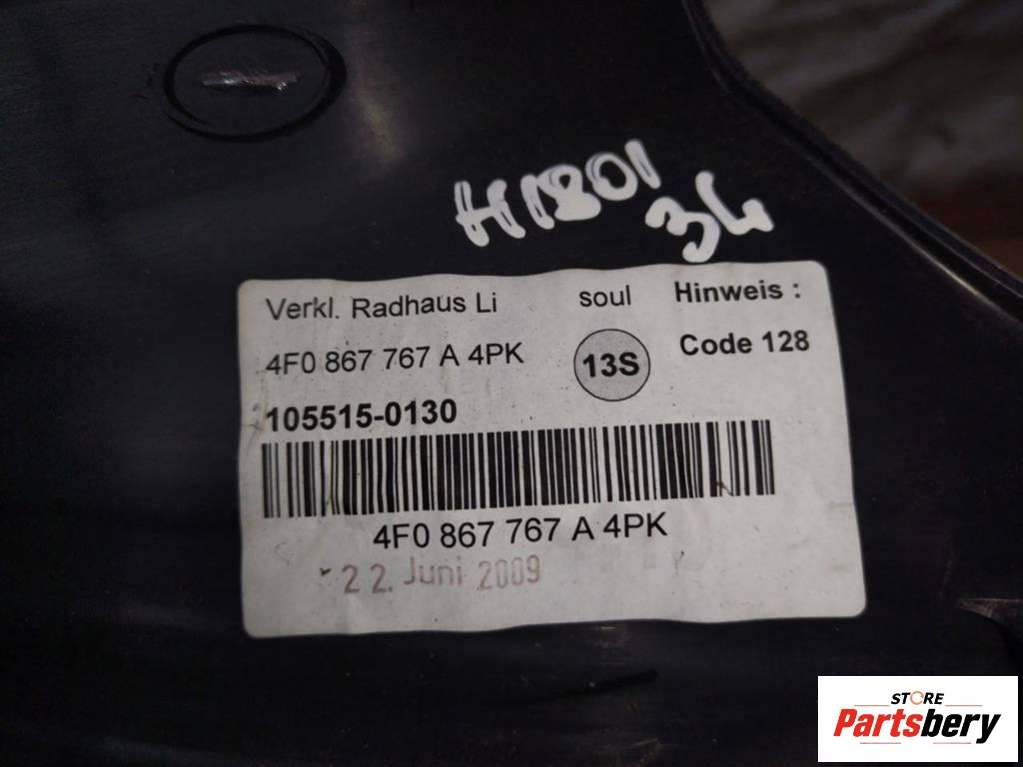 H1801
34
Verkl. Radhaus Li soul Hinweis :
4F0 867 767 A 4PK 13S Code 128
105515-0130
4F0 867 767 A 4PK
22. Juni 2009
STORE
Partsbery